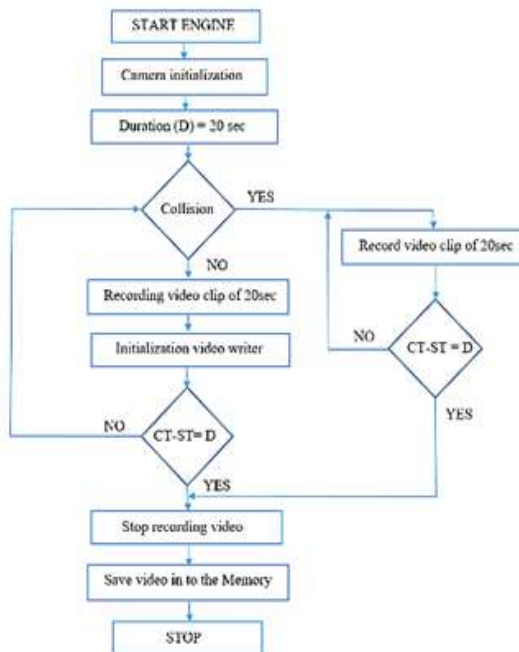 START ENGINE
Camera initialization
Duration (D) = 20 sec
Collision
YES
Record video clip of 20sec
NO
Recording video clip of 20sec
NO
CT-ST = D
Initialization video writer
NO
CT-ST= D
YES
YES
Stop recording video
Save video in to the Memory
STOP